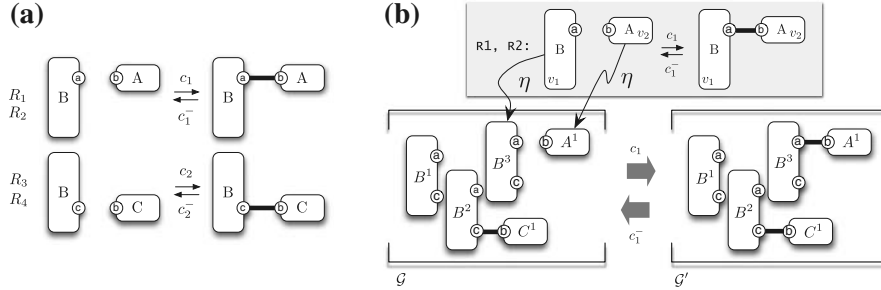 (a)
B a b A c₁ c₁⁻ B a b A
R₁
R₂
R₃
R₄
B c b C c₂ c₂⁻ B c b C
(b)
R1, R2: B a v₁ b A v₂ c₁ c₁⁻ B a v₁ b A v₂
η η
B¹ a c B² a c B³ a c b A¹ b C¹
c₁
c₁⁻
B¹ a c B² a c B³ a c b A¹ b C¹
𝒢
𝒢′